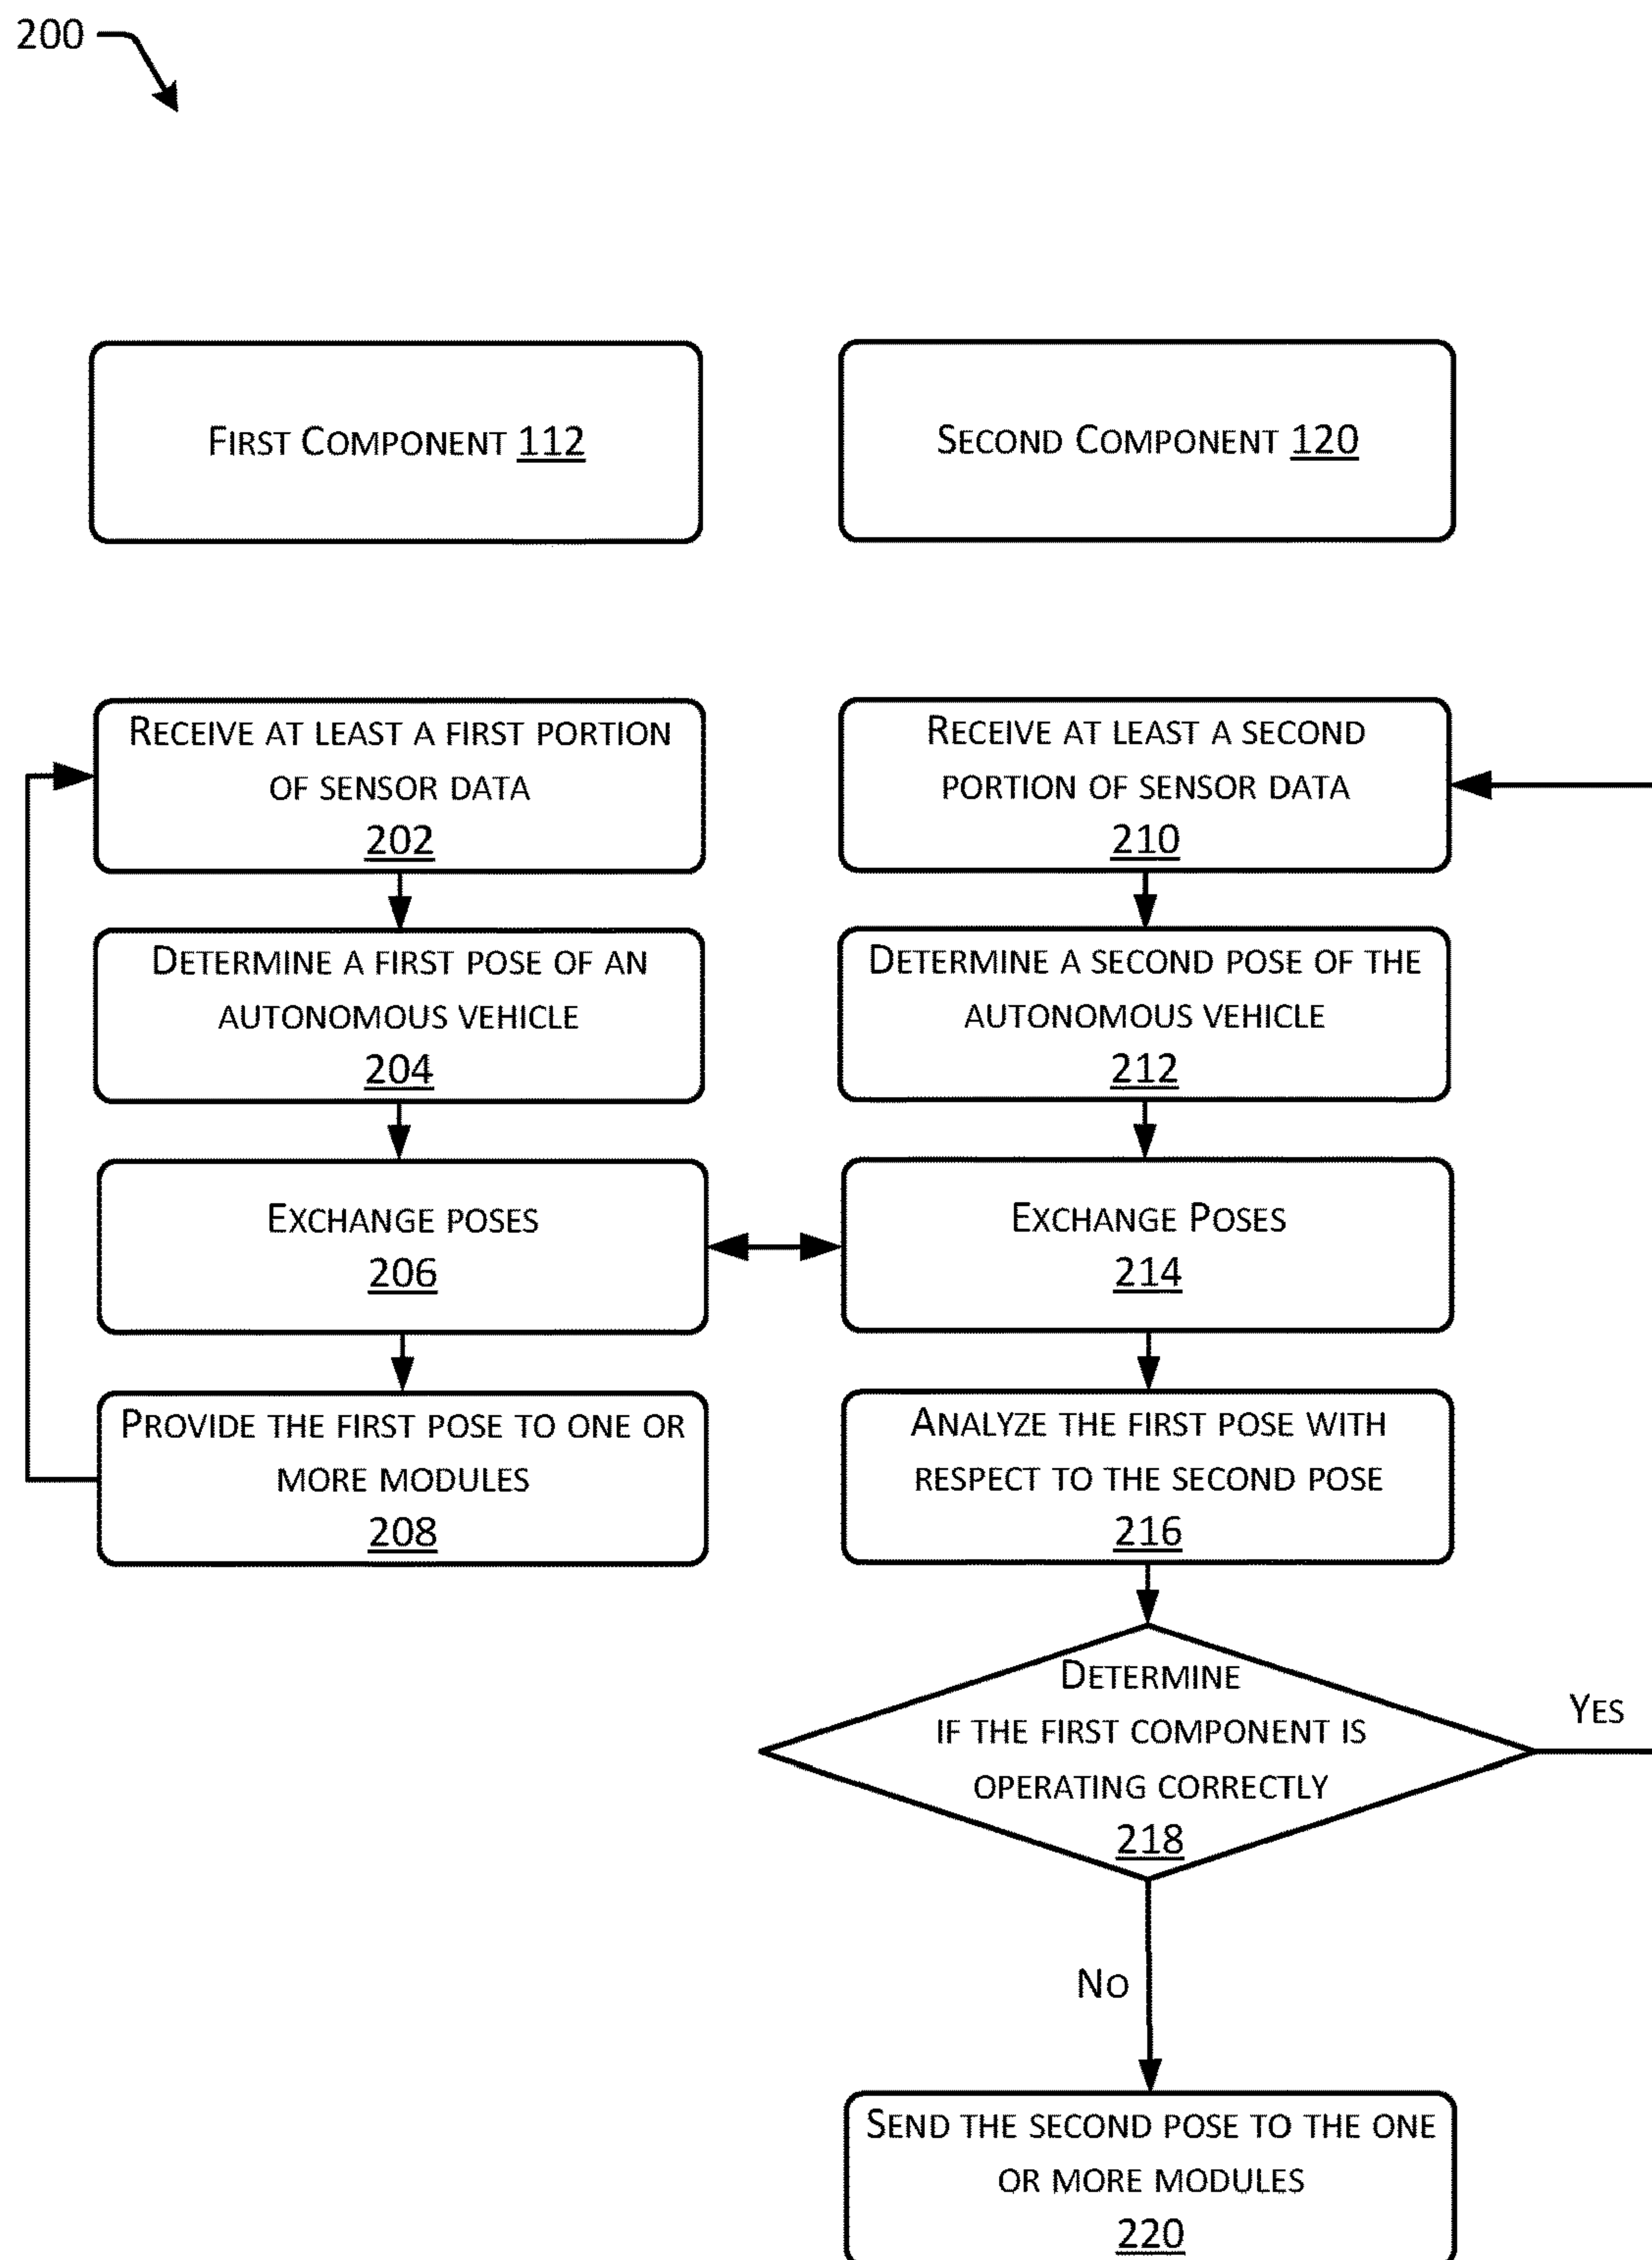 200
First Component 112
Second Component 120
Receive at least a first portion
of sensor data
202
Determine a first pose of an
autonomous vehicle
204
Exchange poses
206
Provide the first pose to one or
more modules
208
Receive at least a second
portion of sensor data
210
Determine a second pose of the
autonomous vehicle
212
Exchange Poses
214
Analyze the first pose with
respect to the second pose
216
Determine
if the first component is
operating correctly
218
Yes
No
Send the second pose to the one
or more modules
220